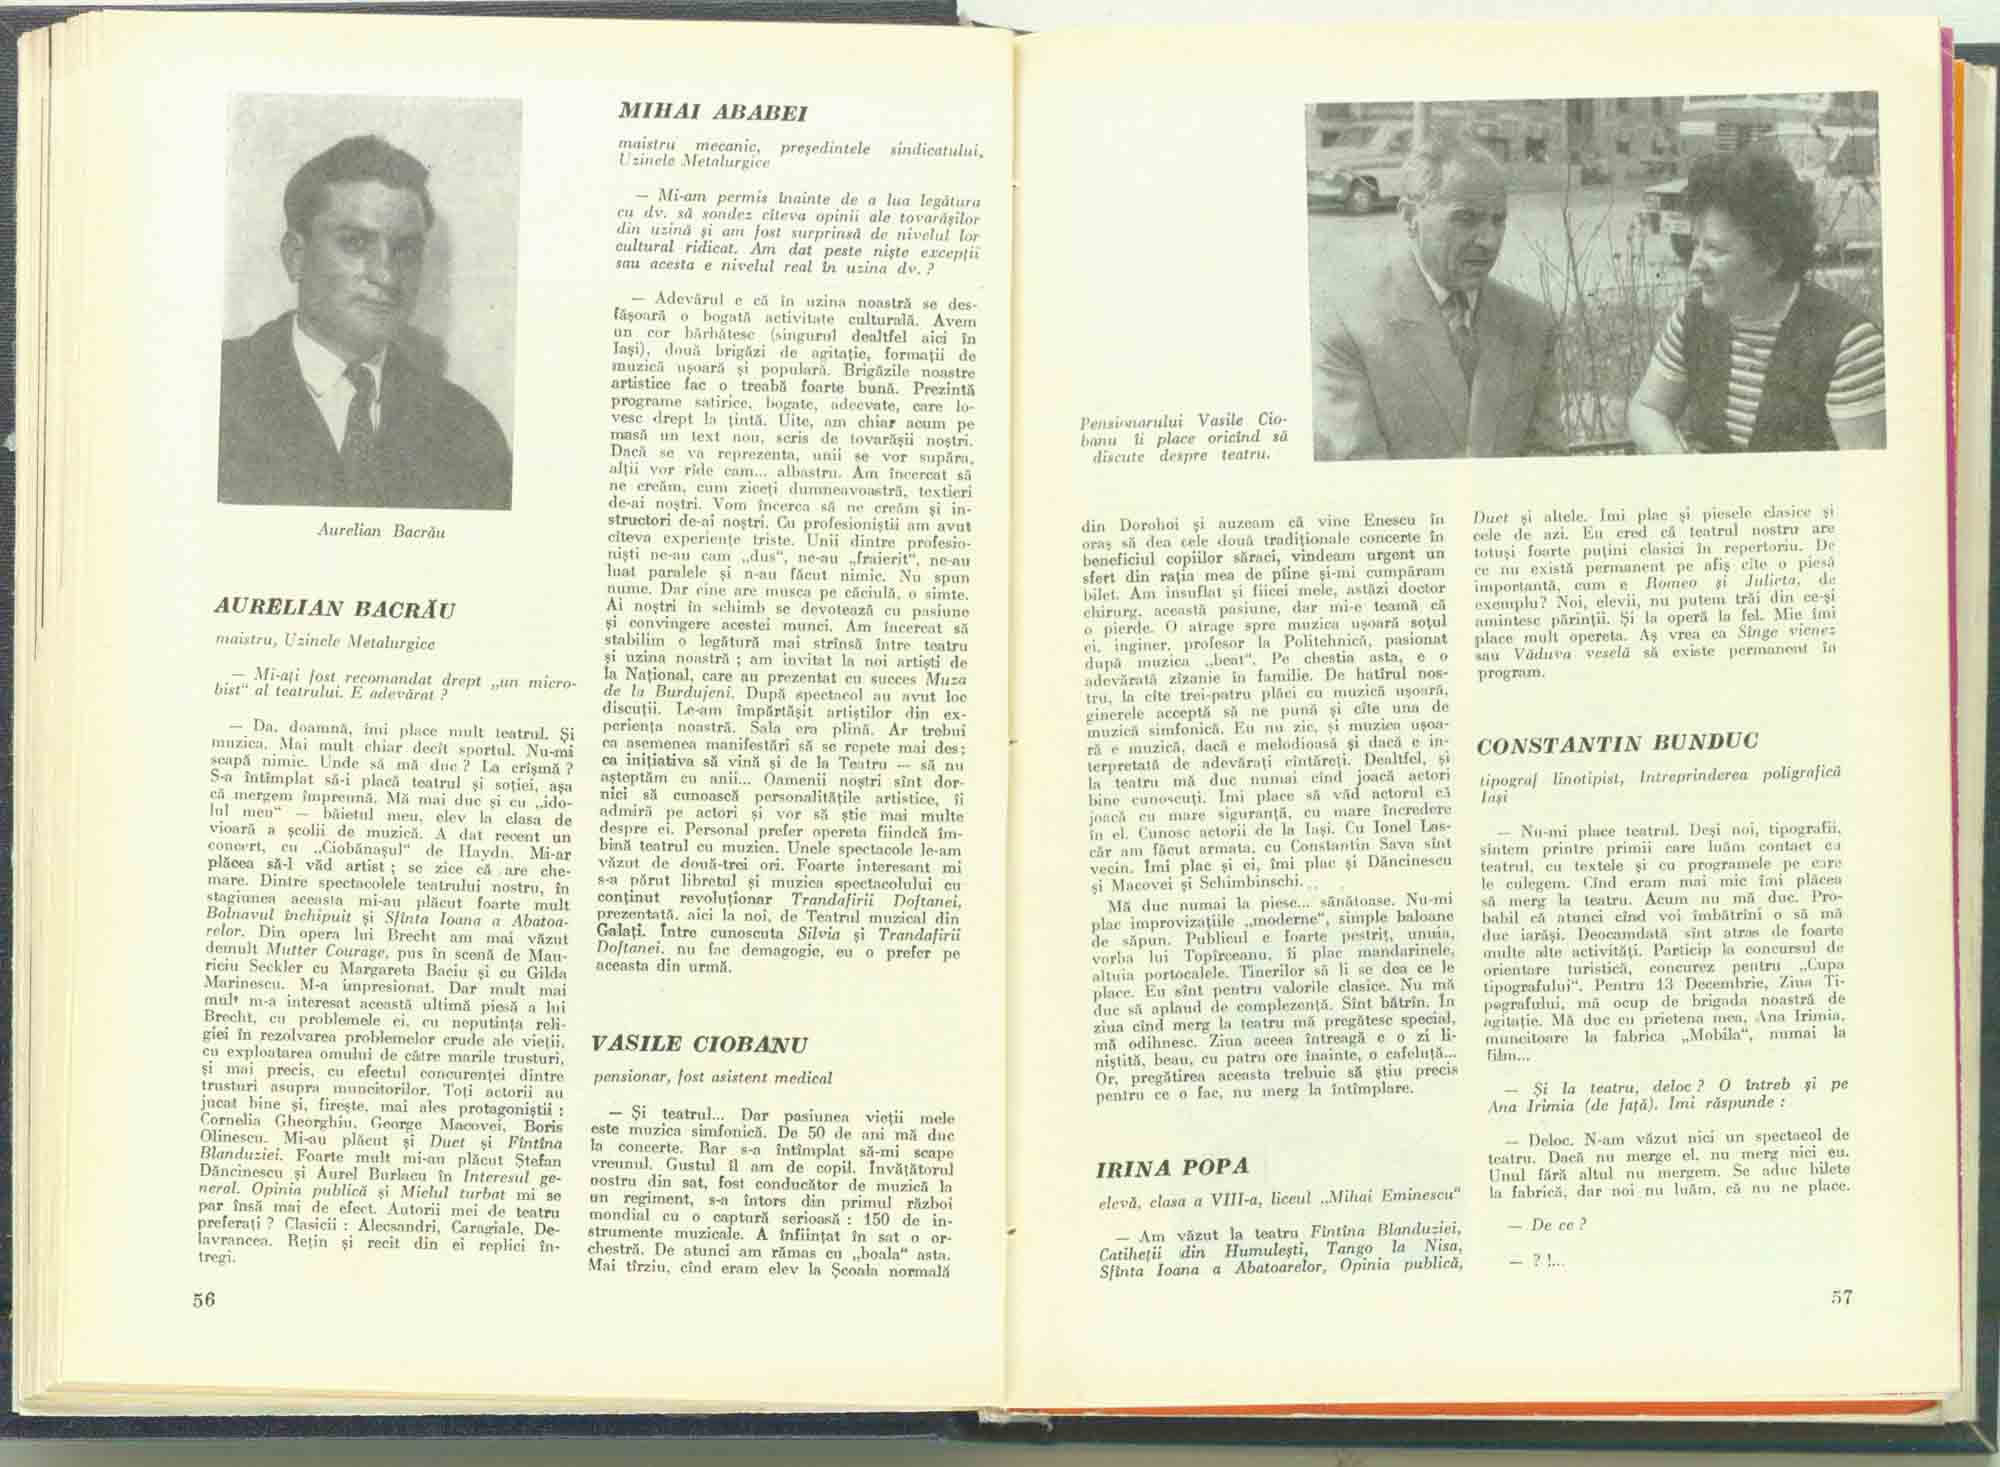 Aurelian Bacrău
AURELIAN BACRĂU
maistru, Uzinele Metalurgice
— Mi-aţi fost recomandat drept „un micro-
bist“ al teatrului. E adevărat ?
— Da, doamnă, îmi place mult teatrul. Şi
muzica. Mai mult chiar decît sportul. Nu-mi
scapă nimic. Unde să mă duc ? La crîşmă ?
S-a întîmplat să-i placă teatrul şi soţiei, aşa
că mergem împreună. Mă mai duc şi cu „ido-
lul meu“ — băietul meu, elev la clasa de
vioară a şcolii de muzică. A dat recent un
concert, cu „Ciobănaşul“ de Haydn. Mi-ar
plăcea să-l văd artist ; se zice că are che-
mare. Dintre spectacolele teatrului nostru, în
stagiunea aceasta mi-au plăcut foarte mult
Bolnavul închipuit şi Sfînta Ioana a Abatoa-
relor. Din opera lui Brecht am mai văzut
demult Mutter Courage, pus în scenă de Mau-
riciu Seckler cu Margareta Baciu şi cu Gilda
Marinescu. M-a impresionat. Dar mult mai
mult m-a interesat această ultimă piesă a lui
Brecht, cu problemele ei, cu neputinţa reli-
giei în rezolvarea problemelor crude ale vieţii,
cu exploatarea omului de către marile trusturi,
şi mai precis, cu efectul concurenţei dintre
trusturi asupra muncitorilor. Toţi actorii au
jucat bine şi, fireşte, mai ales protagoniştii :
Cornelia Gheorghiu, George Macovei, Boris
Olinescu. Mi-au plăcut şi Duet şi Fîntîna
Blanduziei. Foarte mult mi-au plăcut Ştefan
Dăncinescu şi Aurel Burlacu în Interesul ge-
neral. Opinia publică şi Mielul turbat mi se
par însă mai de efect. Autorii mei de teatru
preferaţi ? Clasicii : Alecsandri, Caragiale, De-
lavrancea. Reţin şi recit din ei replici în-
tregi.
56
MIHAI ABABEI
maistru mecanic, preşedintele sindicatului,
Uzinele Metalurgice
— Mi-am permis înainte de a lua legătura
cu dv. să sondez cîteva opinii ale tovarăşilor
din uzină şi am fost surprinsă de nivelul lor
cultural ridicat. Am dat peste nişte excepţii
sau acesta e nivelul real în uzina dv. ?
— Adevărul e că în uzina noastră se des-
făşoară o bogată activitate culturală. Avem
un cor bărbătesc (singurul dealtfel aici în
Iaşi), două brigăzi de agitaţie, formaţii de
muzică uşoară şi populară. Brigăzile noastre
artistice fac o treabă foarte bună. Prezintă
programe satirice, bogate, adecvate, care lo-
vesc drept la ţintă. Uite, am chiar acum pe
masă un text nou, scris de tovarăşii noştri.
Dacă se va reprezenta, unii se vor supăra,
alţii vor rîde cam... albastru. Am încercat să
ne creăm, cum ziceţi dumneavoastră, textieri
de-ai noştri. Vom încerca să ne creăm şi in-
structori de-ai noştri. Cu profesioniştii am avut
cîteva experienţe triste. Unii dintre profesio-
nişti ne-au cam „dus“, ne-au „fraierit“, ne-au
luat paralele şi n-au făcut nimic. Nu spun
nume. Dar cine are musca pe căciulă, o simte.
Ai noştri în schimb se devotează cu pasiune
şi convingere acestei munci. Am încercat să
stabilim o legătură mai strînsă între teatru
şi uzina noastră ; am invitat la noi artişti de
la Naţional, care au prezentat cu succes Muza
de la Burdujeni. După spectacol au avut loc
discuţii. Le-am împărtăşit artiştilor din ex-
perienţa noastră. Sala era plină. Ar trebui
ca asemenea manifestări să se repete mai des;
ca iniţiativa să vină şi de la Teatru — să nu
aşteptăm cu anii... Oamenii noştri sînt dor-
nici să cunoască personalităţile artistice, îi
admiră pe actori şi vor să ştie mai multe
despre ei. Personal prefer opereta fiindcă îm-
bină teatrul cu muzica. Unele spectacole le-am
văzut de două-trei ori. Foarte interesant mi
s-a părut libretul şi muzica spectacolului cu
conţinut revoluţionar Trandafirii Doftanei,
prezentată, aici la noi, de Teatrul muzical din
Galaţi. Între cunoscuta Silvia şi Trandafirii
Doftanei, nu fac demagogie, eu o prefer pe
aceasta din urmă.
VASILE CIOBANU
pensionar, fost asistent medical
— Şi teatrul... Dar pasiunea vieţii mele
este muzica simfonică. De 50 de ani mă duc
la concerte. Rar s-a întîmplat să-mi scape
vreunul. Gustul îl am de copil. Învăţătorul
nostru din sat, fost conducător de muzică la
un regiment, s-a întors din primul război
mondial cu o captură serioasă : 150 de in-
strumente muzicale. A înfiinţat în sat o or-
chestră. De atunci am rămas cu „boala“ asta.
Mai tîrziu, cînd eram elev la Şcoala normală
Pensionarului Vasile Cio-
banu îi place oricînd să
discute despre teatru.
din Dorohoi şi auzeam că vine Enescu în
oraş să dea cele două tradiţionale concerte în
beneficiul copiilor săraci, vindeam urgent un
sfert din raţia mea de pîine şi-mi cumpăram
bilet. Am insuflat şi fiicei mele, astăzi doctor
chirurg, această pasiune, dar mi-e teamă că
o pierde. O atrage spre muzica uşoară soţul
ei, inginer, profesor la Politehnică, pasionat
după muzica „beat“. Pe chestia asta, e o
adevărată zîzanie în familie. De hatîrul nos-
tru, la cîte trei-patru plăci cu muzică uşoară,
ginerele acceptă să ne pună şi cîte una de
muzică simfonică. Eu nu zic, şi muzica uşoa-
ră e muzică, dacă e melodioasă şi dacă e in-
terpretată de adevăraţi cîntăreţi. Dealtfel, şi
la teatru mă duc numai cînd joacă actori
bine cunoscuţi. Imi place să văd actorul că
joacă cu mare siguranţă, cu mare încredere
în el. Cunosc actorii de la Iaşi. Cu Ionel Las-
căr am făcut armata, cu Constantin Sava sînt
vecin. Imi plac şi ei, îmi plac şi Dăncinescu
şi Macovei şi Schimbinschi...
Mă duc numai la piese... sănătoase. Nu-mi
plac improvizaţiile „moderne“, simple baloane
de săpun. Publicul e foarte pestriţ, unuia,
vorba lui Topîrceanu, îi plac mandarinele,
altuia portocalele. Tinerilor să li se dea ce le
place. Eu sînt pentru valorile clasice. Nu mă
duc să aplaud de complezenţă. Sînt bătrîn. În
ziua cînd merg la teatru mă pregătesc special,
mă odihnesc. Ziua aceea întreagă e o zi li-
niştită, beau, cu patru ore înainte, o cafeluţă...
Or, pregătirea aceasta trebuie să ştiu precis
pentru ce o fac, nu merg la întîmplare.
IRINA POPA
elevă, clasa a VIII-a, liceul „Mihai Eminescu“
— Am văzut la teatru Fîntîna Blanduziei,
Catiheţii din Humuleşti, Tango la Nisa,
Sfînta Ioana a Abatoarelor, Opinia publică,
Duet şi altele. Imi plac şi piesele clasice şi
cele de azi. Eu cred că teatrul nostru are
totuşi foarte puţini clasici în repertoriu. De
ce nu există permanent pe afiş cîte o piesă
importantă, cum e Romeo şi Julieta, de
exemplu? Noi, elevii, nu putem trăi din ce-şi
amintesc părinţii. Şi la operă la fel. Mie îmi
place mult opereta. Aş vrea ca Sînge vienez
sau Văduva veselă să existe permanent în
program.
CONSTANTIN BUNDUC
tipograf linotipist, Intreprinderea poligrafică
Iaşi
— Nu-mi place teatrul. Deşi noi, tipografii,
sîntem printre primii care luăm contact cu
teatrul, cu textele şi cu programele pe care
le culegem. Cînd eram mai mic îmi plăcea
să merg la teatru. Acum nu mă duc. Pro-
babil că atunci cînd voi îmbătrîni o să mă
duc iarăşi. Deocamdată sînt atras de foarte
multe alte activităţi. Particip la concursul de
orientare turistică, concurez pentru „Cupa
tipografului“. Pentru 13 Decembrie, Ziua Ti-
pografului, mă ocup de brigada noastră de
agitaţie. Mă duc cu prietena mea, Ana Irimia,
muncitoare la fabrica „Mobila“, numai la
film...
— Şi la teatru, deloc ? O întreb şi pe
Ana Irimia (de faţă). Imi răspunde :
— Deloc. N-am văzut nici un spectacol de
teatru. Dacă nu merge el, nu merg nici eu.
Unul fără altul nu mergem. Se aduc bilete
la fabrică, dar noi nu luăm, că nu ne place.
— De ce ?
— ? !...
57